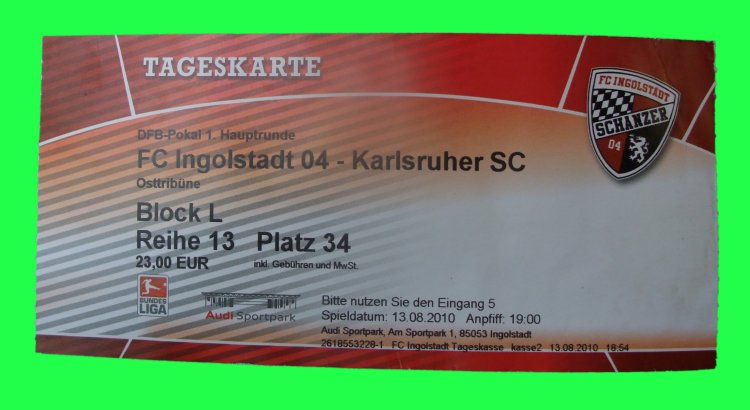 TAGESKARTE
FC INGOLSTADT
SCHANZER
04
DFB-Pokal 1. Hauptrunde
FC Ingolstadt 04 - Karlsruher SC
Osttribüne
Block L
Reihe 13 Platz 34
23,00 EUR inkl. Gebühren und MwSt.
BUNDES
LIGA
Audi Sportpark
Bitte nutzen Sie den Eingang 5
Spieldatum: 13.08.2010 Anpfiff: 19:00
Audi Sportpark, Am Sportpark 1, 85053 Ingolstadt
2618553228-1 FC Ingolstadt Tageskasse kasse2 13.08.2010 18:54